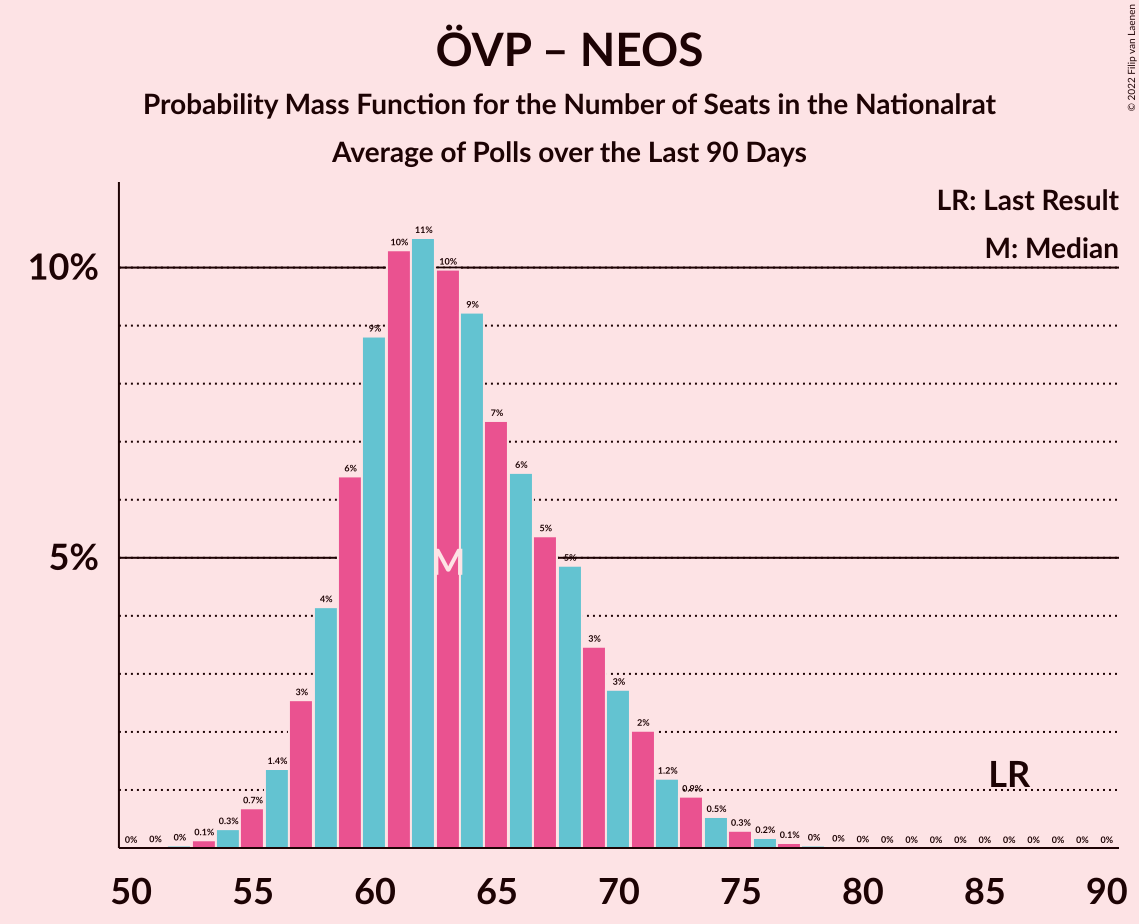 ÖVP – NEOS
Probability Mass Function for the Number of Seats in the Nationalrat
Average of Polls over the Last 90 Days
© 2022 Filip van Laenen
LR: Last Result
M: Median
10%
5%
0% 0% 0% 0.1% 0.3% 0.7% 1.4% 3% 4% 6% 9% 10% 11% 10% 9% 7% 6% 5% 5% 3% 3% 2% 1.2% 0.9% 0.5% 0.3% 0.2% 0.1% 0% 0% 0% 0% 0% 0% 0% 0% 0% 0% 0% 0% 0%
M
LR
50 55 60 65 70 75 80 85 90